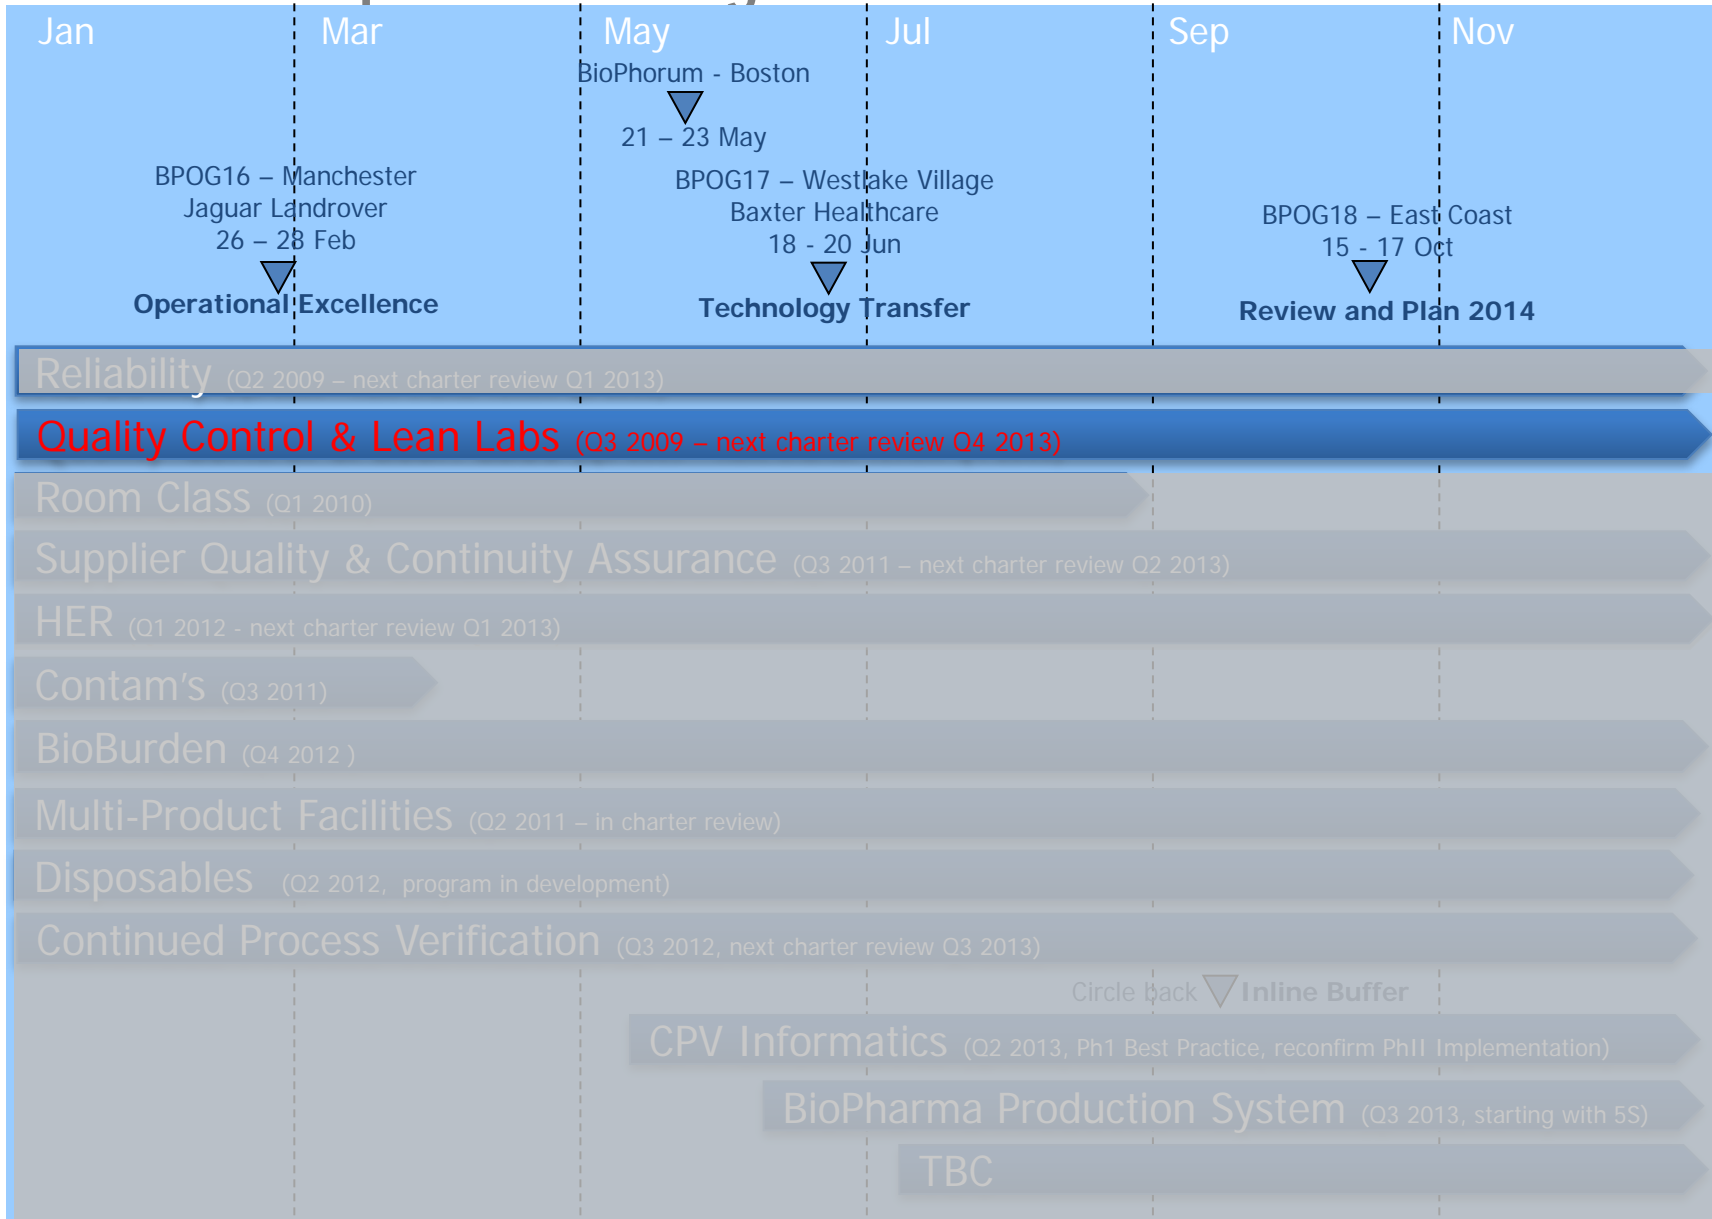 Jan Mar May Jul Sep Nov
BioPhorum - Boston
21 – 23 May
BPOG16 – Manchester
Jaguar Landrover
26 – 28 Feb
Operational Excellence
BPOG17 – Westlake Village
Baxter Healthcare
18 - 20 Jun
Technology Transfer
BPOG18 – East Coast
15 - 17 Oct
Review and Plan 2014
Reliability (Q2 2009 – next charter review Q1 2013)
Quality Control & Lean Labs (Q3 2009 – next charter review Q4 2013)
Room Class (Q1 2010)
Supplier Quality & Continuity Assurance (Q3 2011 – next charter review Q2 2013)
HER (Q1 2012 - next charter review Q1 2013)
Contam's (Q3 2011)
BioBurden (Q4 2012 )
Multi-Product Facilities (Q2 2011 – in charter review)
Disposables (Q2 2012, program in development)
Continued Process Verification (Q3 2012, next charter review Q3 2013)
Circle back Inline Buffer
CPV Informatics (Q2 2013, Ph1 Best Practice, reconfirm PhII Implementation)
BioPharma Production System (Q3 2013, starting with 5S)
TBC